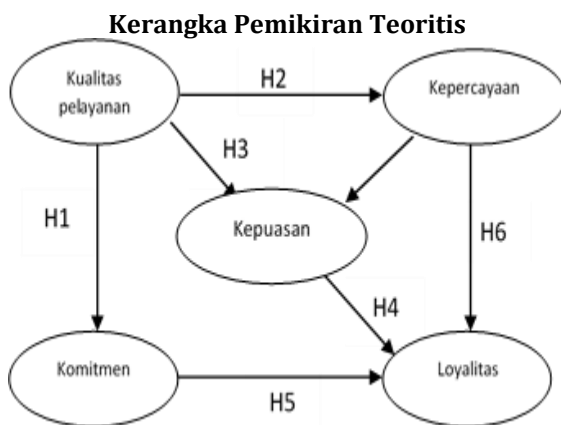 Kerangka Pemikiran Teoritis
Kualitas
pelayanan
H2
Kepercayaan
H3
H1
Kepuasan
H6
H4
Komitmen
H5
Loyalitas